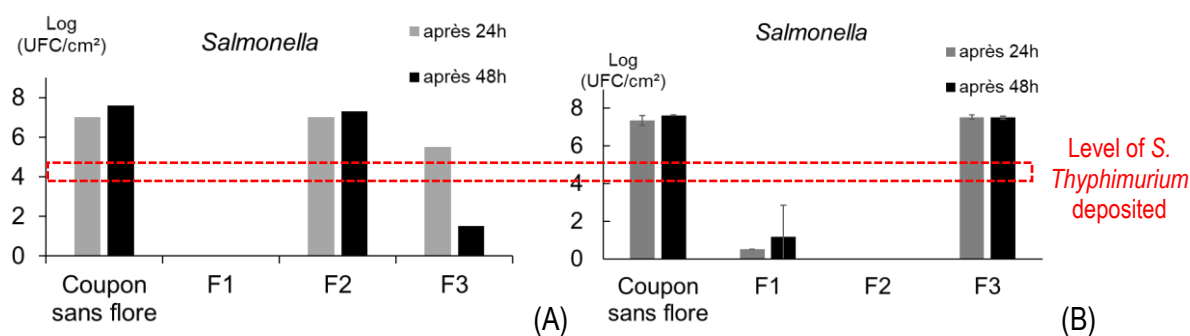 Log
(UFC/cm²)
Salmonella
après 24h
après 48h
8
6
4
2
0
Coupon
sans flore
F1
F2
F3
(A)
Salmonella
Log
(UFC/cm²)
après 24h
après 48h
8
6
4
2
0
Coupon
sans flore
F1
F2
F3
(B)
Level of S.
Thyphimurium
deposited